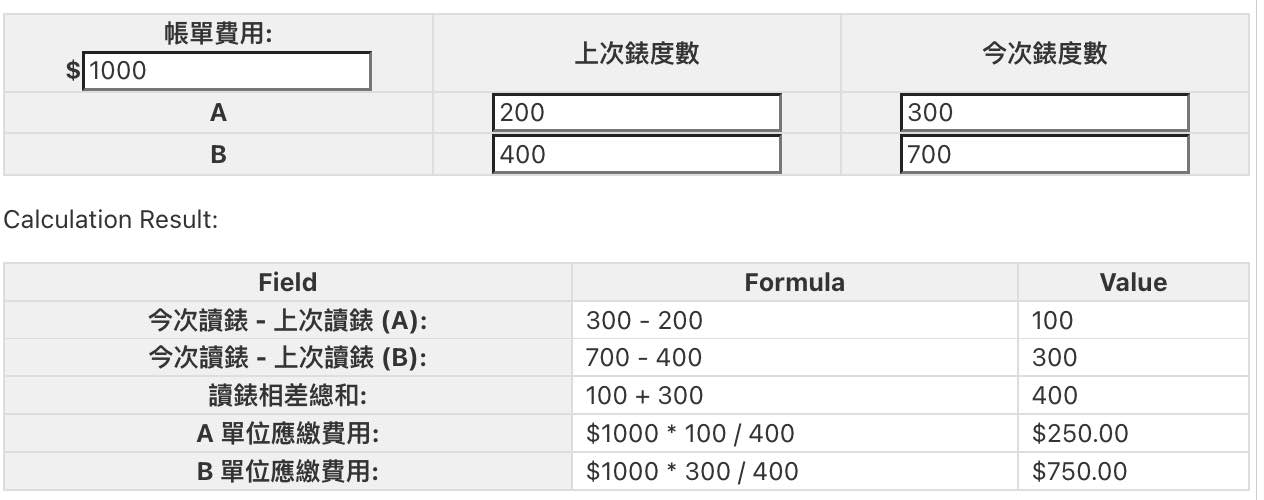 帳單費用:
$ 1000
上次錶度數
今次錶度數
A 200 300
B 400 700
Calculation Result:
Field Formula Value
今次讀錶 - 上次讀錶 (A): 300 - 200 100
今次讀錶 - 上次讀錶 (B): 700 - 400 300
讀錶相差總和: 100 + 300 400
A 單位應繳費用: $1000 * 100 / 400 $250.00
B 單位應繳費用: $1000 * 300 / 400 $750.00